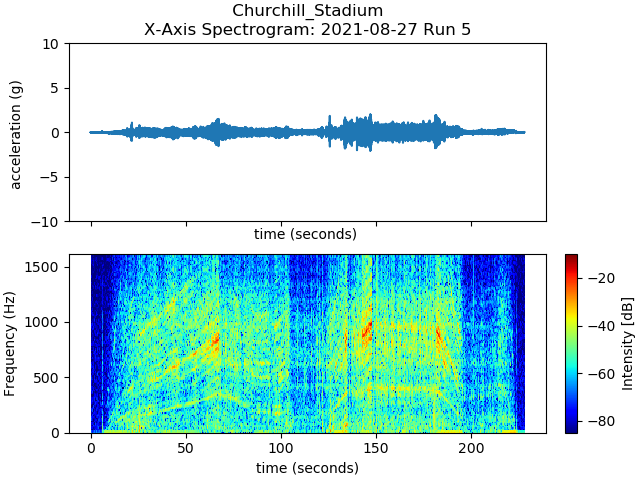 Churchill_Stadium
X-Axis Spectrogram: 2021-08-27 Run 5
10
5
0
−5
−10
acceleration (g)
time (seconds)
1500
1000
500
0
Frequency (Hz)
0
50
100
150
200
time (seconds)
−20
−40
−60
−80
Intensity [dB]